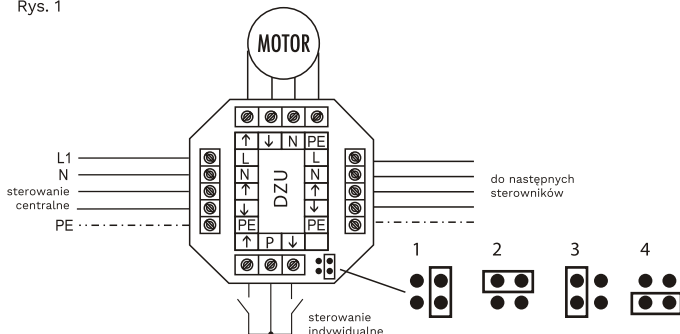 Rys. 1
MOTOR
↑ ↓ N PE
L L
N N
↑ ↑
↓ ↓
PE PE
↑ P ↓
DZU
L1
N
sterowanie
centralne
PE
do następnych
sterowników
1 2 3 4
sterowanie
indywidualne